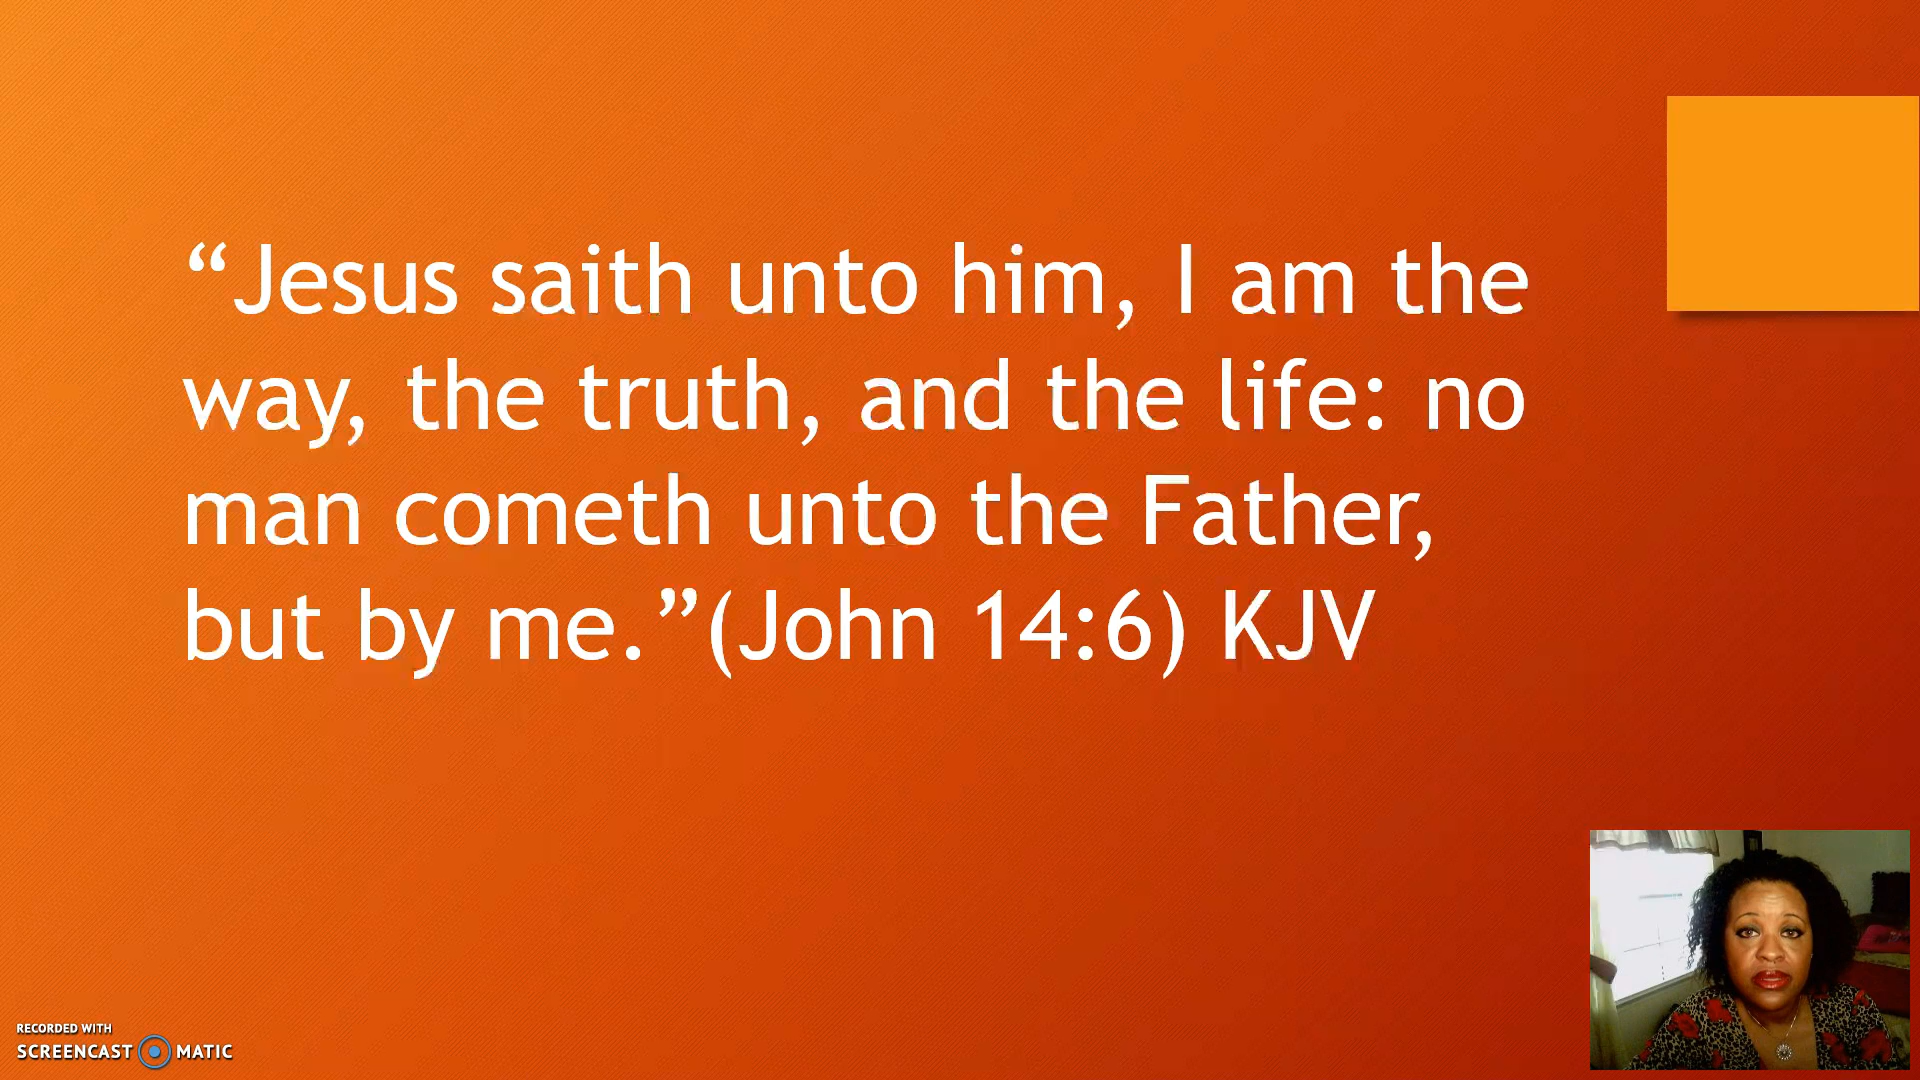 “Jesus saith unto him, I am the
way, the truth, and the life: no
man cometh unto the Father,
but by me.”(John 14:6) KJV
RECORDED WITH
SCREENCAST MATIC